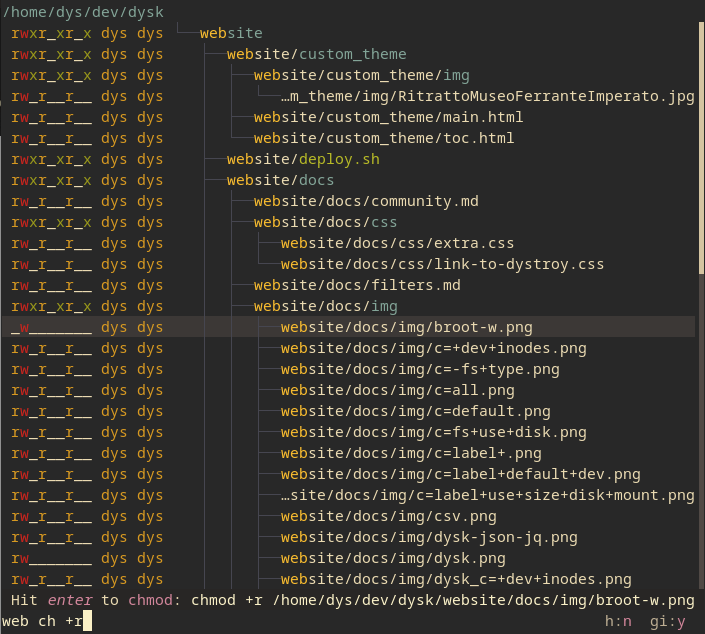 /home/dys/dev/dysk
rwxr_xr_x dys dys website
rwxr_xr_x dys dys website/custom_theme
rwxr_xr_x dys dys website/custom_theme/img
rw_r__r__ dys dys …m_theme/img/RitrattoMuseoFerranteImperato.jpg
rw_r__r__ dys dys website/custom_theme/main.html
rw_r__r__ dys dys website/custom_theme/toc.html
rwxr_xr_x dys dys website/deploy.sh
rwxr_xr_x dys dys website/docs
rw_r__r__ dys dys website/docs/community.md
rwxr_xr_x dys dys website/docs/css
rw_r__r__ dys dys website/docs/css/extra.css
rw_r__r__ dys dys website/docs/css/link-to-dystroy.css
rw_r__r__ dys dys website/docs/filters.md
rwxr_xr_x dys dys website/docs/img
_w_______ dys dys website/docs/img/broot-w.png
rw_r__r__ dys dys website/docs/img/c=+dev+inodes.png
rw_r__r__ dys dys website/docs/img/c=-fs+type.png
rw_r__r__ dys dys website/docs/img/c=all.png
rw_r__r__ dys dys website/docs/img/c=default.png
rw_r__r__ dys dys website/docs/img/c=fs+use+disk.png
rw_r__r__ dys dys website/docs/img/c=label+.png
rw_r__r__ dys dys website/docs/img/c=label+default+dev.png
rw_r__r__ dys dys …site/docs/img/c=label+use+size+disk+mount.png
rw_r__r__ dys dys website/docs/img/csv.png
rw_r__r__ dys dys website/docs/img/dysk-json-jq.png
rw_______ dys dys website/docs/img/dysk.png
rw_r__r__ dys dys website/docs/img/dysk_c=+dev+inodes.png
Hit enter to chmod: chmod +r /home/dys/dev/dysk/website/docs/img/broot-w.png
web ch +r h:n gi:y